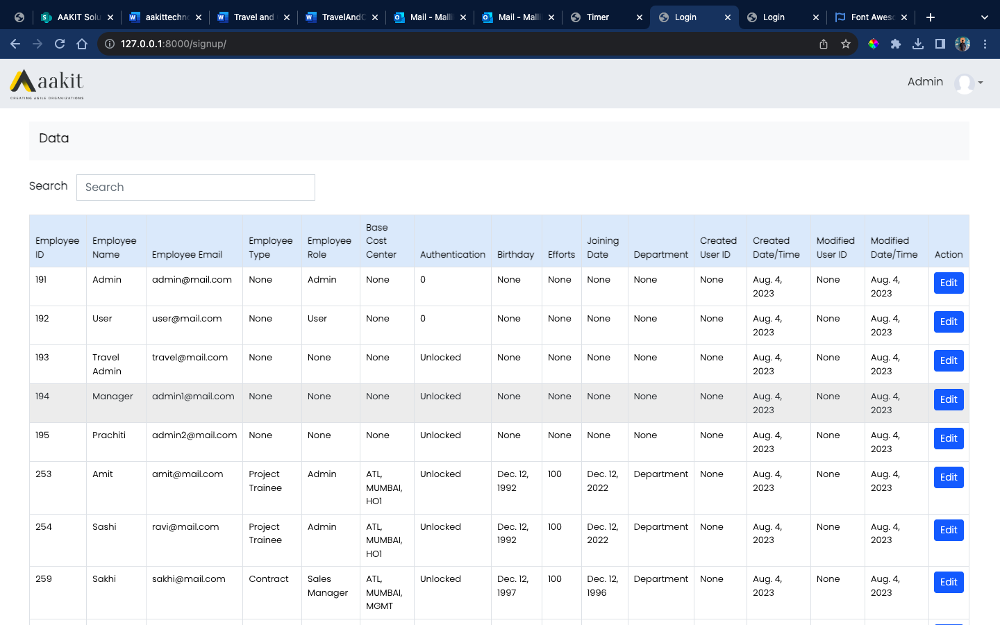 AAKIT Solu
aakittechno
Travel and
TravelAndC
Mail - Malli
Mail - Malli
Timer
Login
Login
Font Aweso
127.0.0.1:8000/signup/
aakit
CREATING AGILE ORGANIZATIONS
Admin
Data
Search Search
Employee ID Employee Name Employee Email Employee Type Employee Role Base Cost Center Authentication Birthday Efforts Joining Date Department Created User ID Created Date/Time Modified User ID Modified Date/Time Action
191 Admin admin@mail.com None Admin None 0 None None None None None Aug. 4, 2023 None Aug. 4, 2023 Edit
192 User user@mail.com None User None 0 None None None None None Aug. 4, 2023 None Aug. 4, 2023 Edit
193 Travel Admin travel@mail.com None None None Unlocked None None None None None Aug. 4, 2023 None Aug. 4, 2023 Edit
194 Manager admin1@mail.com None None None Unlocked None None None None None Aug. 4, 2023 None Aug. 4, 2023 Edit
195 Prachiti admin2@mail.com None None None Unlocked None None None None None Aug. 4, 2023 None Aug. 4, 2023 Edit
253 Amit amit@mail.com Project Trainee Admin ATL, MUMBAI, HO1 Unlocked Dec. 12, 1992 100 Dec. 12, 2022 Department None Aug. 4, 2023 None Aug. 4, 2023 Edit
254 Sashi ravi@mail.com Project Trainee Admin ATL, MUMBAI, HO1 Unlocked Dec. 12, 1992 100 Dec. 12, 2022 Department None Aug. 4, 2023 None Aug. 4, 2023 Edit
259 Sakhi sakhi@mail.com Contract Sales Manager ATL, MUMBAI, MGMT Unlocked Dec. 12, 1997 100 Dec. 12, 1996 Department None Aug. 4, 2023 None Aug. 4, 2023 Edit